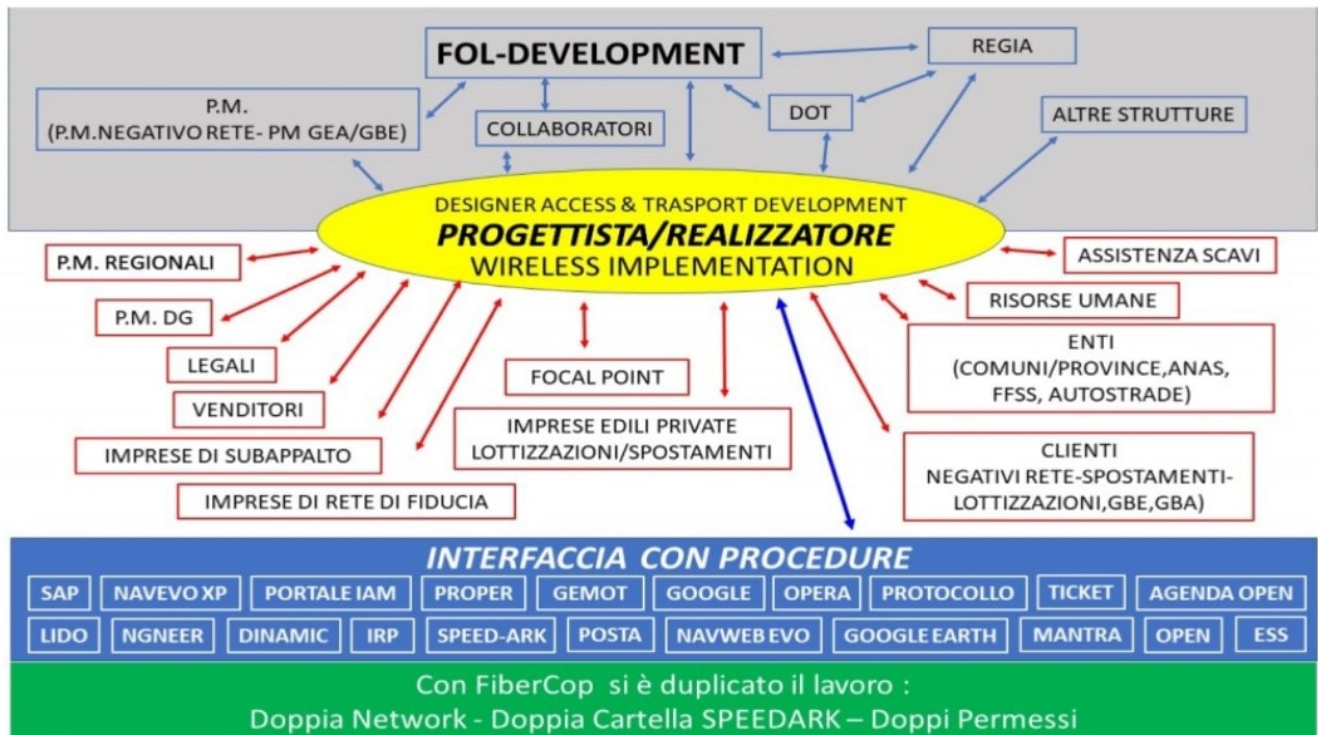 FOL-DEVELOPMENT
REGIA
P.M.
(P.M.NEGATIVO RETE- PM GEA/GBE)
COLLABORATORI
DOT
ALTRE STRUTTURE
DESIGNER ACCESS & TRASPORT DEVELOPMENT
PROGETTISTA/REALIZZATORE
WIRELESS IMPLEMENTATION
P.M. REGIONALI
P.M. DG
LEGALI
VENDITORI
IMPRESE DI SUBAPPALTO
IMPRESE DI RETE DI FIDUCIA
FOCAL POINT
IMPRESE EDILI PRIVATE
LOTTIZZAZIONI/SPOSTAMENTI
ASSISTENZA SCAVI
RISORSE UMANE
ENTI
(COMUNI/PROVINCE,ANAS,
FFSS, AUTOSTRADE)
CLIENTI
NEGATIVI RETE-SPOSTAMENTI-
LOTTIZZAZIONI,GBE,GBA)
INTERFACCIA CON PROCEDURE
SAP NAVEVO XP PORTALE IAM PROPER GEMOT GOOGLE OPERA PROTOCOLLO TICKET AGENDA OPEN
LIDO NGNEER DINAMIC IRP SPEED-ARK POSTA NAVWEB EVO GOOGLE EARTH MANTRA OPEN ESS
Con FiberCop si è duplicato il lavoro :
Doppia Network - Doppia Cartella SPEEDARK – Doppi Permessi